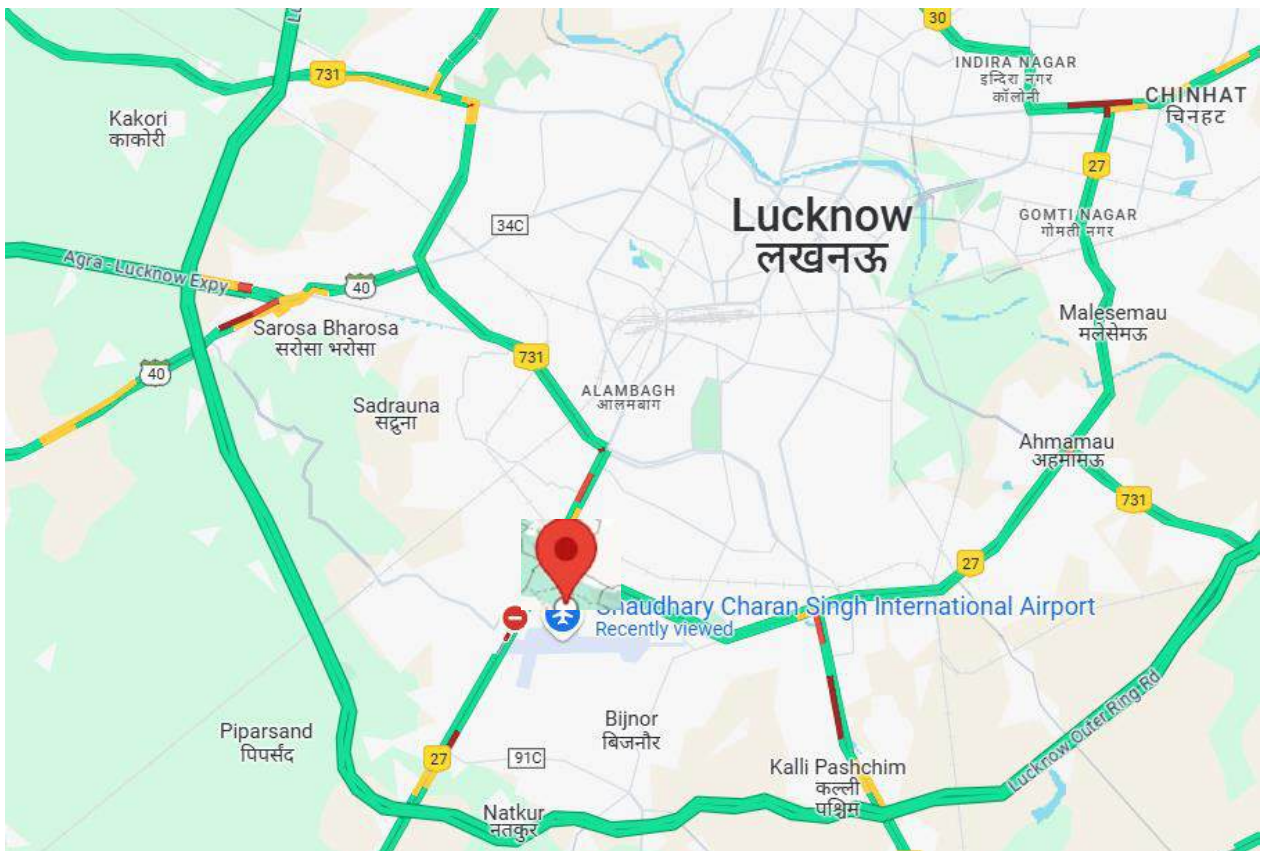 30
INDIRA NAGAR
इन्दिरा नगर
कॉलोनी
731
CHINHAT
चिनहट
Kakori
काकोरी
27
Lucknow
लखनऊ
GOMTI NAGAR
गोमती नगर
34C
Agra - Lucknow Expy
40
Sarosa Bharosa
सरोसा भरोसा
Malesemau
मलेसेमऊ
731
40
ALAMBAGH
आलमबाग
Sadrauna
सद्रुना
Ahmamau
अहमामऊ
731
27
Chaudhary Charan Singh International Airport
Recently viewed
Lucknow Outer Ring Rd
Piparsand
पिपर्संद
Bijnor
बिजनौर
27
91C
Kalli Pashchim
कल्ली
पश्चिम
Natkur
नतकुर